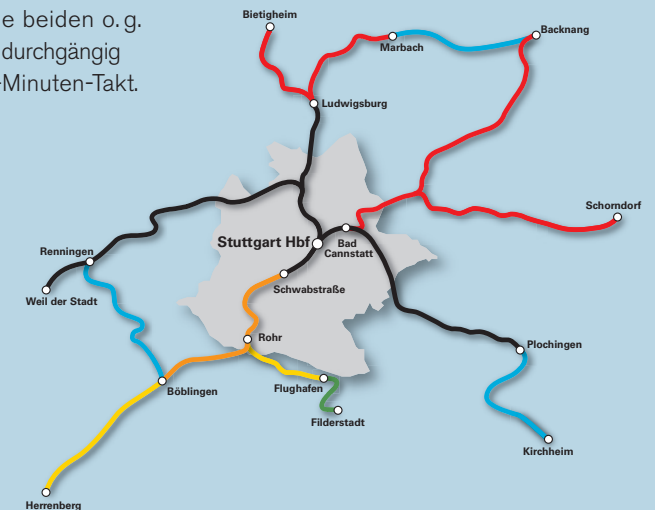 e beiden o. g.
durchgängig
-Minuten-Takt.
Bietigheim
Marbach
Backnang
Ludwigsburg
Schorndorf
Stuttgart Hbf
Bad
Cannstatt
Renningen
Weil der Stadt
Schwabstraße
Rohr
Plochingen
Flughafen
Böblingen
Filderstadt
Kirchheim
Herrenberg